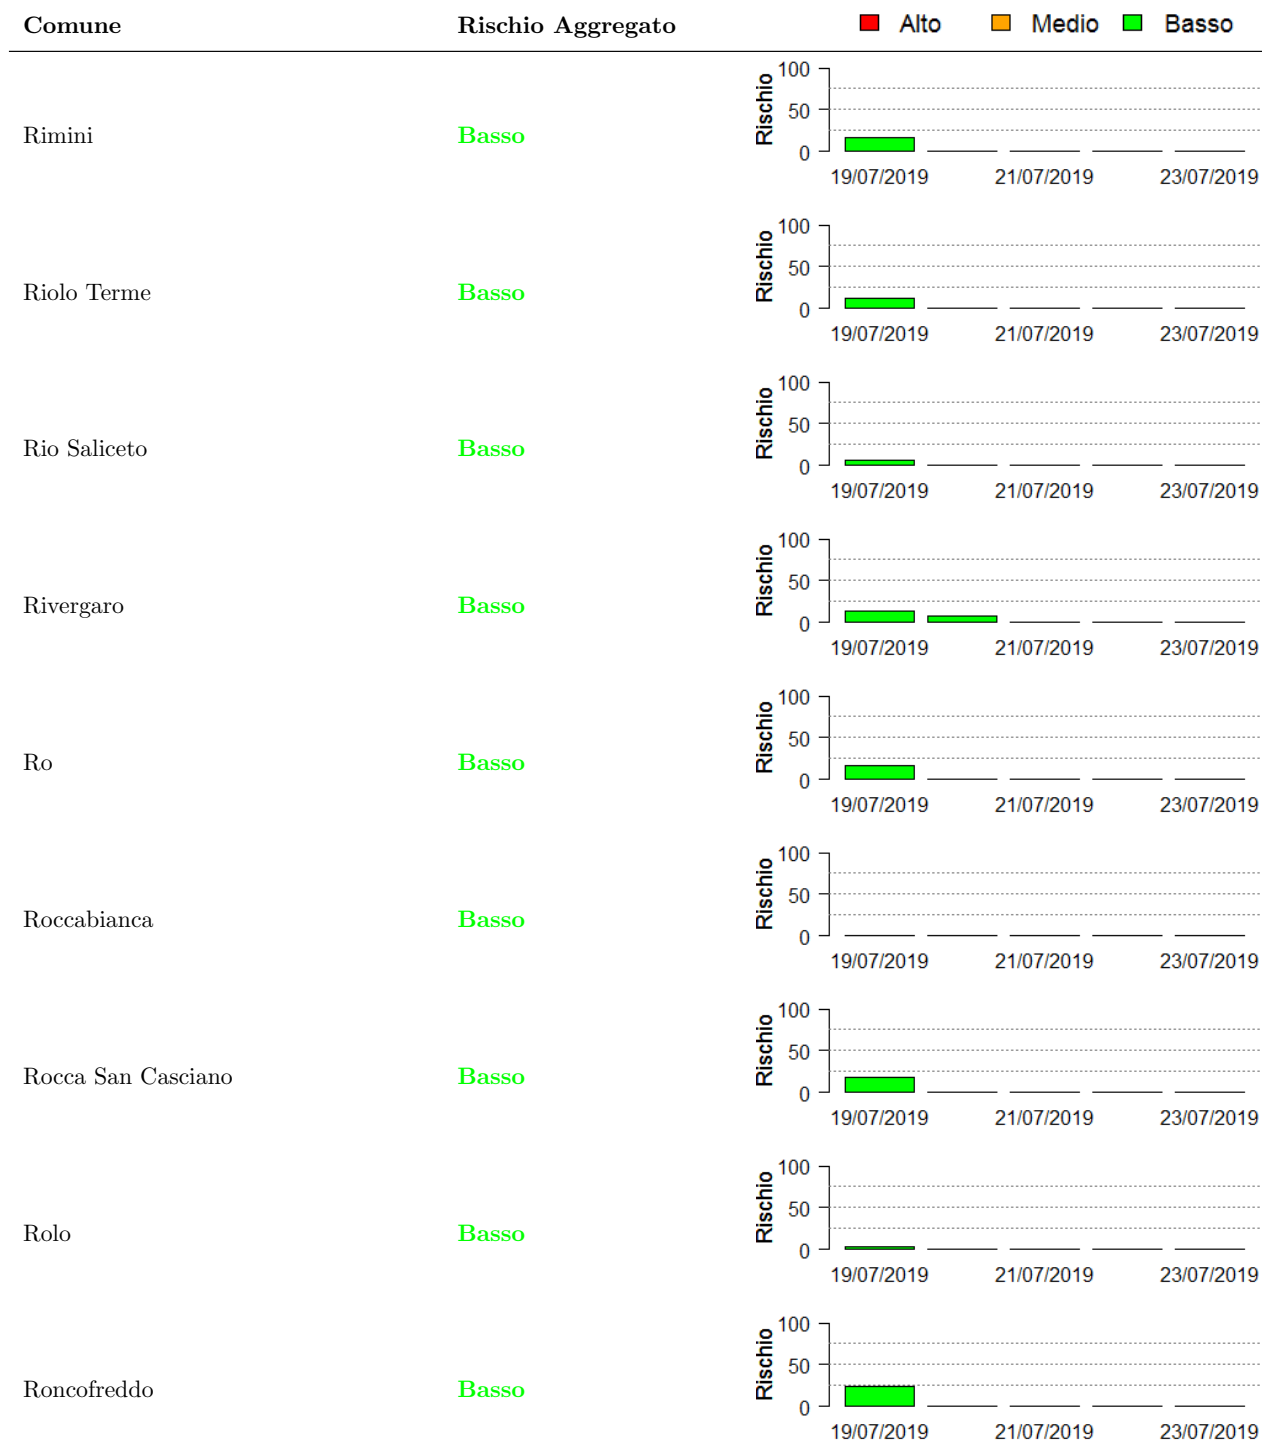 Comune Rischio Aggregato Alto Medio Basso
100
50
0
Rischio
Rimini Basso
19/07/2019 21/07/2019 23/07/2019
100
50
0
Rischio
Riolo Terme Basso
19/07/2019 21/07/2019 23/07/2019
100
50
0
Rischio
Rio Saliceto Basso
19/07/2019 21/07/2019 23/07/2019
100
50
0
Rischio
Rivergaro Basso
19/07/2019 21/07/2019 23/07/2019
100
50
0
Rischio
Ro Basso
19/07/2019 21/07/2019 23/07/2019
100
50
0
Rischio
Roccabianca Basso
19/07/2019 21/07/2019 23/07/2019
100
50
0
Rischio
Rocca San Casciano Basso
19/07/2019 21/07/2019 23/07/2019
100
50
0
Rischio
Rolo Basso
19/07/2019 21/07/2019 23/07/2019
100
50
0
Rischio
Roncofreddo Basso
19/07/2019 21/07/2019 23/07/2019